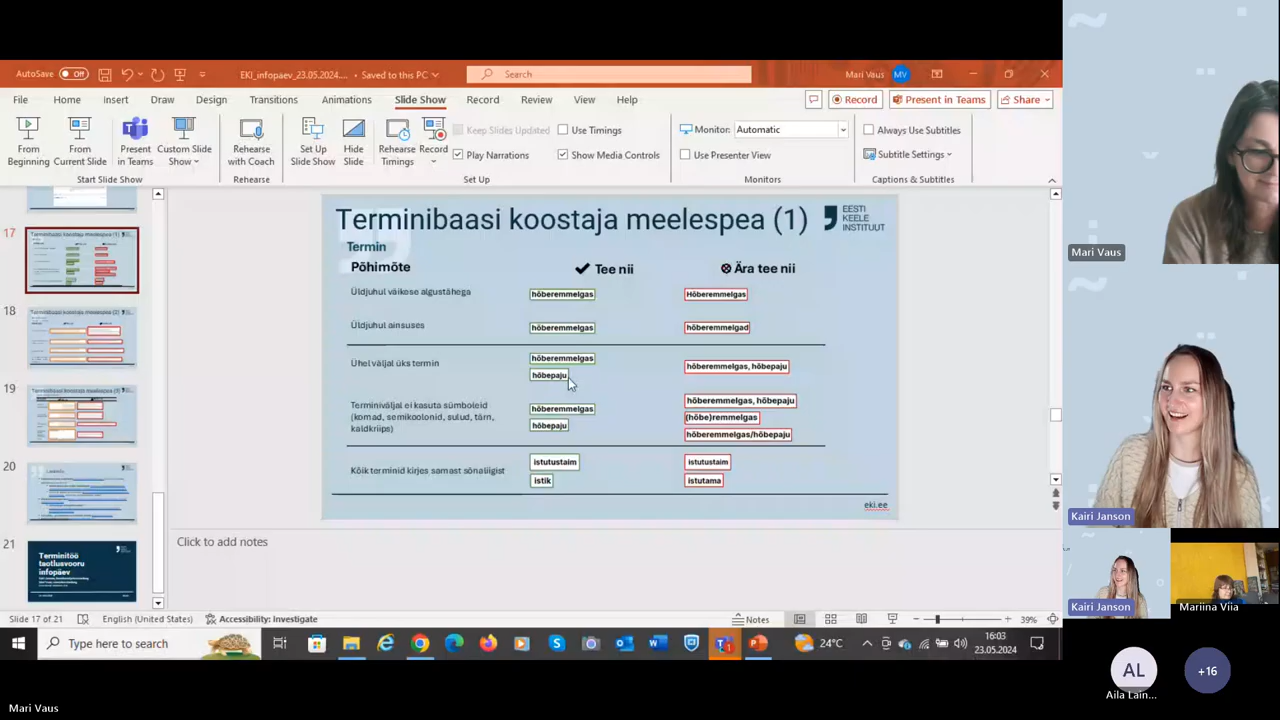 AutoSave Off
EKI_infopäev_23.05.2024.... • Saved to this PC
Search
Mari Vaus MV
File Home Insert Draw Design Transitions Animations Slide Show Record Review View Help
Record Present in Teams Share
From Beginning
From Current Slide
Present in Teams
Custom Slide Show
Rehearse with Coach
Set Up Slide Show
Hide Slide
Rehearse Timings
Record
Keep Slides Updated
Use Timings
Play Narrations
Show Media Controls
Monitor: Automatic
Use Presenter View
Always Use Subtitles
Subtitle Settings
Start Slide Show Rehearse Set Up Monitors Captions & Subtitles
17
18
19
20
21
Terminitöö
taotlusvooru
infopäev
Terminibaasi koostaja meelespea (1)
EESTI
KEELE
INSTITUUT
Termin
Põhimõte Tee nii Ära tee nii
Üldjuhul väikese algustähega hõberemmelgas Hõberemmelgas
Üldjuhul ainsuses hõberemmelgas hõberemmelgad
Ühel väljal üks termin
hõberemmelgas
hõbepaju
hõberemmelgas, hõbepaju
Terminiväljal ei kasuta sümboleid
(komad, semikoolonid, sulud, tärn,
kaldkriips)
hõberemmelgas
hõbepaju
hõberemmelgas, hõbepaju
(hõbe)remmelgas
hõberemmelgas/hõbepaju
Kõik terminid kirjes samast sõnaliigist
istutustaim
istik
istutustaim
istutama
eki.ee
Click to add notes
Slide 17 of 21 English (United States) Accessibility: Investigate Notes 39%
Type here to search
24°C
16:03
23.05.2024
Mari Vaus
Kairi Janson
Kairi Janson
Mariina Viia
AL
Aila Lain...
+16
Mari Vaus